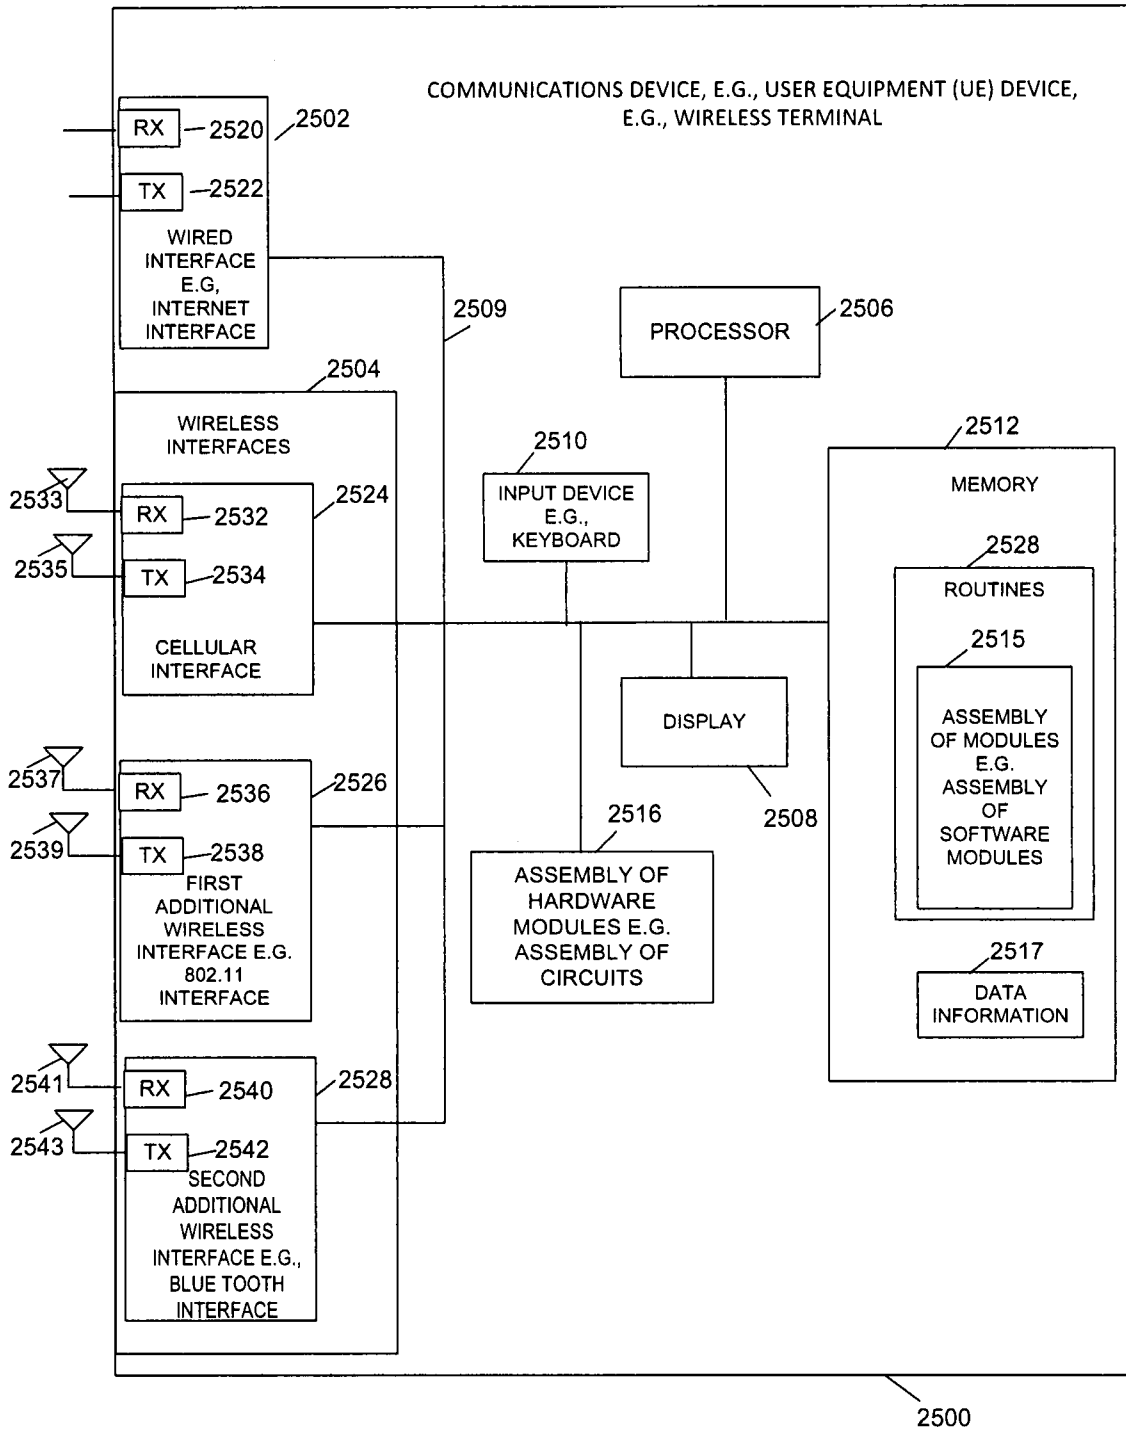 COMMUNICATIONS DEVICE, E.G., USER EQUIPMENT (UE) DEVICE,
E.G., WIRELESS TERMINAL
RX
2520
2502
TX
2522
WIRED
INTERFACE
E.G,
INTERNET
INTERFACE
2509
PROCESSOR
2506
2504
WIRELESS
INTERFACES
2533
RX
2532
2524
2535
TX
2534
CELLULAR
INTERFACE
2510
INPUT DEVICE
E.G.,
KEYBOARD
2512
MEMORY
2528
ROUTINES
2515
ASSEMBLY
OF MODULES
E.G.
ASSEMBLY
OF
SOFTWARE
MODULES
2517
DATA
INFORMATION
DISPLAY
2508
2516
ASSEMBLY OF
HARDWARE
MODULES E.G.
ASSEMBLY OF
CIRCUITS
2537
RX
2536
2526
2539
TX
2538
FIRST
ADDITIONAL
WIRELESS
INTERFACE E.G.
802.11
INTERFACE
2541
RX
2540
2528
2543
TX
2542
SECOND
ADDITIONAL
WIRELESS
INTERFACE E.G.,
BLUE TOOTH
INTERFACE
2500